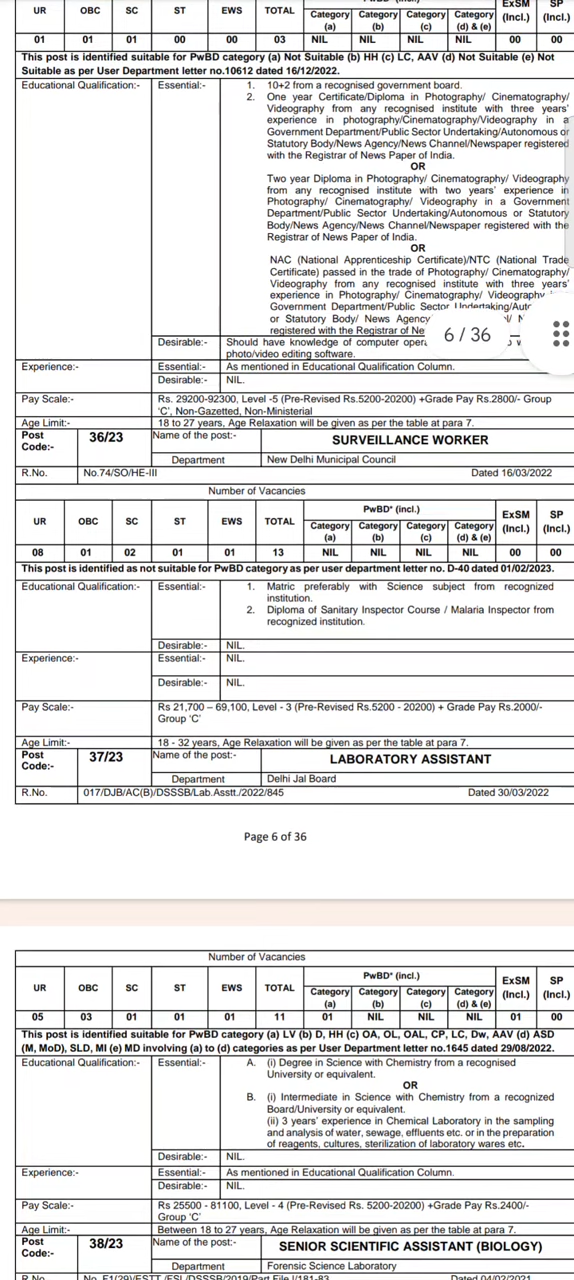 UR OBC SC ST EWS TOTAL Category (a) Category (b) Category (c) Category (d) & (e) ExSM (Incl.) SP (Incl.)
01 01 01 00 00 03 NIL NIL NIL NIL 00 00
This post is identified suitable for PwBD category (a) Not Suitable (b) HH (c) LC, AAV (d) Not Suitable (e) Not
Suitable as per User Department letter no.10612 dated 16/12/2022.
Educational Qualification:- Essential:- 1. 10+2 from a recognised government board.
2. One year Certificate/Diploma in Photography/ Cinematography/
Videography from any recognised institute with three years'
experience in photography/Cinematography/Videography in a
Government Department/Public Sector Undertaking/Autonomous or
Statutory Body/News Agency/News Channel/Newspaper registered
with the Registrar of News Paper of India.
OR
Two year Diploma in Photography/ Cinematography/ Videography
from any recognised institute with two years' experience in
Photography/ Cinematography/ Videography in a Government
Department/Public Sector Undertaking/Autonomous or Statutory
Body/News Agency/News Channel/Newspaper registered with the
Registrar of News Paper of India.
OR
NAC (National Apprenticeship Certificate)/NTC (National Trade
Certificate) passed in the trade of Photography/ Cinematography/
Videography from any recognised institute with three years'
experience in Photography/ Cinematography/ Videography
Government Department/Public Sector Undertaking/
or Statutory Body/ News Agency
registered with the Registrar of
6 / 36
Desirable:- Should have knowledge of computer
photo/video editing software.
Experience:- Essential:- As mentioned in Educational Qualification Column.
Desirable:- NIL.
Pay Scale:- Rs. 29200-92300, Level -5 (Pre-Revised Rs.5200-20200) +Grade Pay Rs.2800/- Group
'C', Non-Gazetted, Non-Ministerial
Age Limit:- 18 to 27 years, Age Relaxation will be given as per the table at para 7.
Post Code:- 36/23 Name of the post:- SURVEILLANCE WORKER
Department New Delhi Municipal Council
R.No. No.74/SO/HE-III Dated 16/03/2022
Number of Vacancies
UR OBC SC ST EWS TOTAL PwBD* (incl.) ExSM (Incl.) SP (Incl.)
Category (a) Category (b) Category (c) Category (d) & (e)
08 01 02 01 01 13 NIL NIL NIL NIL 00 00
This post is identified as not suitable for PwBD category as per user department letter no. D-40 dated 01/02/2023.
Educational Qualification:- Essential:- 1. Matric preferably with Science subject from recognized
institution.
2. Diploma of Sanitary Inspector Course / Malaria Inspector from
recognized institution.
Desirable:- NIL.
Experience:- Essential:- NIL.
Desirable:- NIL.
Pay Scale:- Rs 21,700 – 69,100, Level - 3 (Pre-Revised Rs.5200 - 20200) + Grade Pay Rs.2000/-
Group 'C'
Age Limit:- 18 - 32 years, Age Relaxation will be given as per the table at para 7.
Post Code:- 37/23 Name of the post:- LABORATORY ASSISTANT
Department Delhi Jal Board
R.No. 017/DJB/AC(B)/DSSSB/Lab.Asstt./2022/845 Dated 30/03/2022
Page 6 of 36
Number of Vacancies
UR OBC SC ST EWS TOTAL PwBD* (incl.) ExSM (Incl.) SP (Incl.)
Category (a) Category (b) Category (c) Category (d) & (e)
05 03 01 01 01 11 01 NIL NIL NIL 01 00
This post is identified suitable for PwBD category (a) LV (b) D, HH (c) OA, OL, OAL, CP, LC, Dw, AAV (d) ASD
(M, MoD), SLD, MI (e) MD involving (a) to (d) categories as per User Department letter no.1645 dated 29/08/2022.
Educational Qualification:- Essential:- A. (i) Degree in Science with Chemistry from a recognised
University or equivalent.
OR
B. (i) Intermediate in Science with Chemistry from a recognized
Board/University or equivalent.
(ii) 3 years' experience in Chemical Laboratory in the sampling
and analysis of water, sewage, effluents etc. or in the preparation
of reagents, cultures, sterilization of laboratory wares etc.
Desirable:- NIL.
Experience:- Essential:- As mentioned in Educational Qualification Column.
Desirable:- NIL.
Pay Scale:- Rs 25500 - 81100, Level - 4 (Pre-Revised Rs. 5200-20200) +Grade Pay Rs.2400/-
Group 'C'
Age Limit:- Between 18 to 27 years, Age Relaxation will be given as per the table at para 7.
Post Code:- 38/23 Name of the post:- SENIOR SCIENTIFIC ASSISTANT (BIOLOGY)
Department Forensic Science Laboratory
R.No. No. F1(29)/ESTT./FSL/DSSSB/2019/Part File I/181-83 Dated 04/02/2021